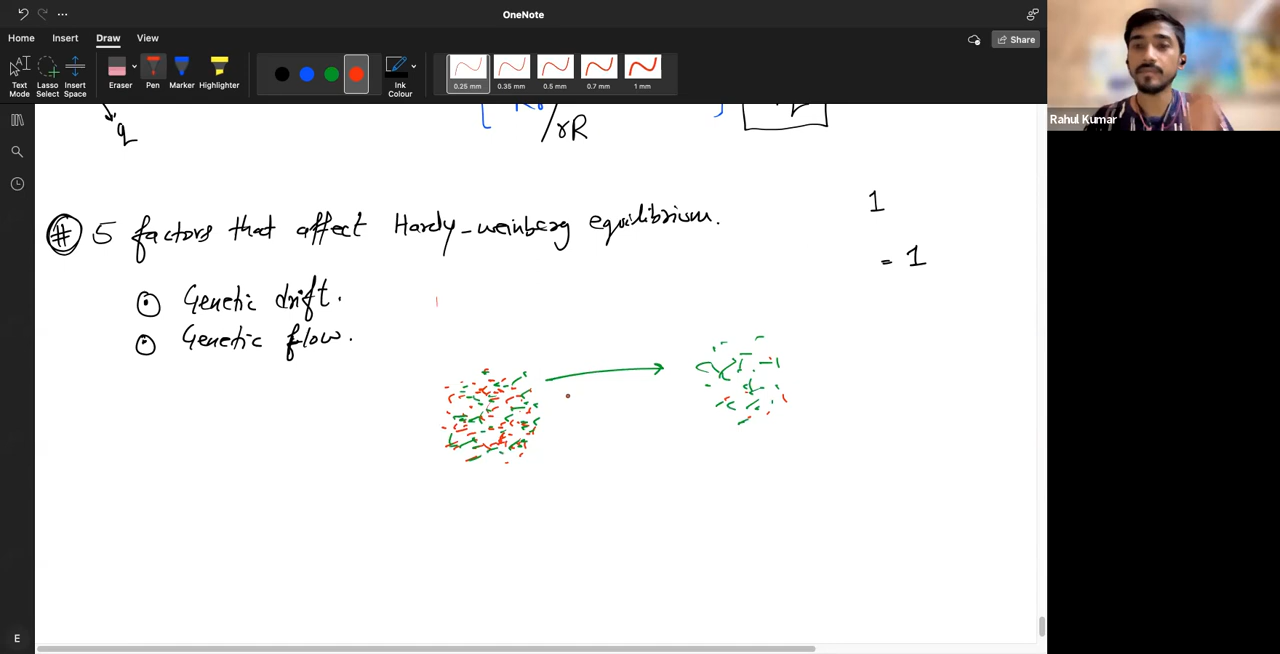 OneNote
Home Insert Draw View
Share
Text Mode
Lasso Select
Insert Space
Eraser
Pen
Marker
Highlighter
0.25 mm
0.35 mm
0.5 mm
0.7 mm
1 mm
Ink Colour
Rahul Kumar
q
/rR
# 5 factors that affect Hardy-weinberg equilibrium.
1
= 1
Genetic drift.
Genetic flow.
E